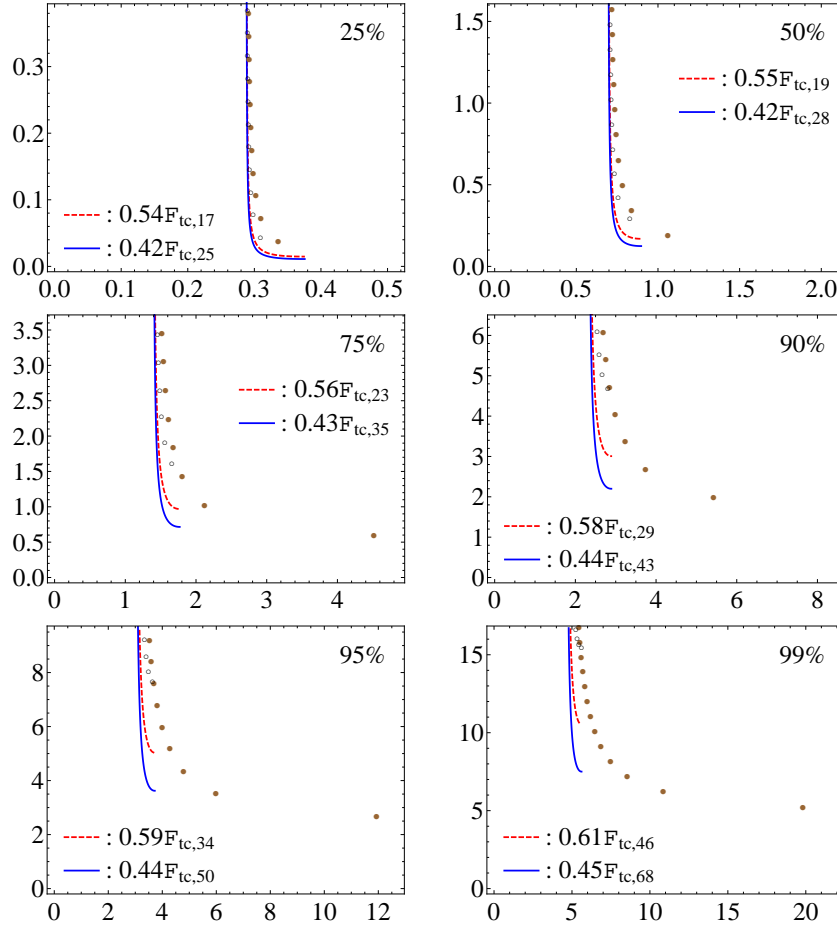 25%
0.3
0.2
0.1
0.0
: 0.54F_tc,17
: 0.42F_tc,25
0.0 0.1 0.2 0.3 0.4 0.5
50%
1.5
1.0
0.5
0.0
: 0.55F_tc,19
: 0.42F_tc,28
0.0 0.5 1.0 1.5 2.0
75%
3.5
3.0
2.5
2.0
1.5
1.0
0.5
0.0
: 0.56F_tc,23
: 0.43F_tc,35
0 1 2 3 4
90%
6
5
4
3
2
1
0
: 0.58F_tc,29
: 0.44F_tc,43
0 2 4 6 8
95%
8
6
4
2
0
: 0.59F_tc,34
: 0.44F_tc,50
0 2 4 6 8 10 12
99%
15
10
5
0
: 0.61F_tc,46
: 0.45F_tc,68
0 5 10 15 20